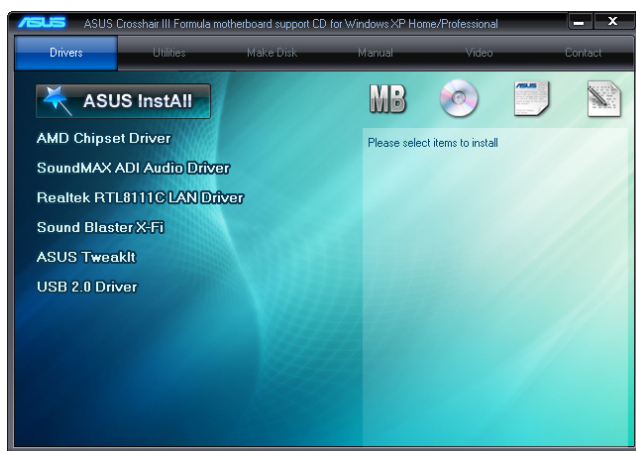 ASUS ASUS Crosshair III Formula motherboard support CD for Windows XP Home/Professional
Drivers Utilities Make Disk Manual Video Contact
ASUS InstAll
MB
AMD Chipset Driver
Please select items to install
SoundMAX ADI Audio Driver
Realtek RTL8111C LAN Driver
Sound Blaster X-Fi
ASUS TweakIt
USB 2.0 Driver